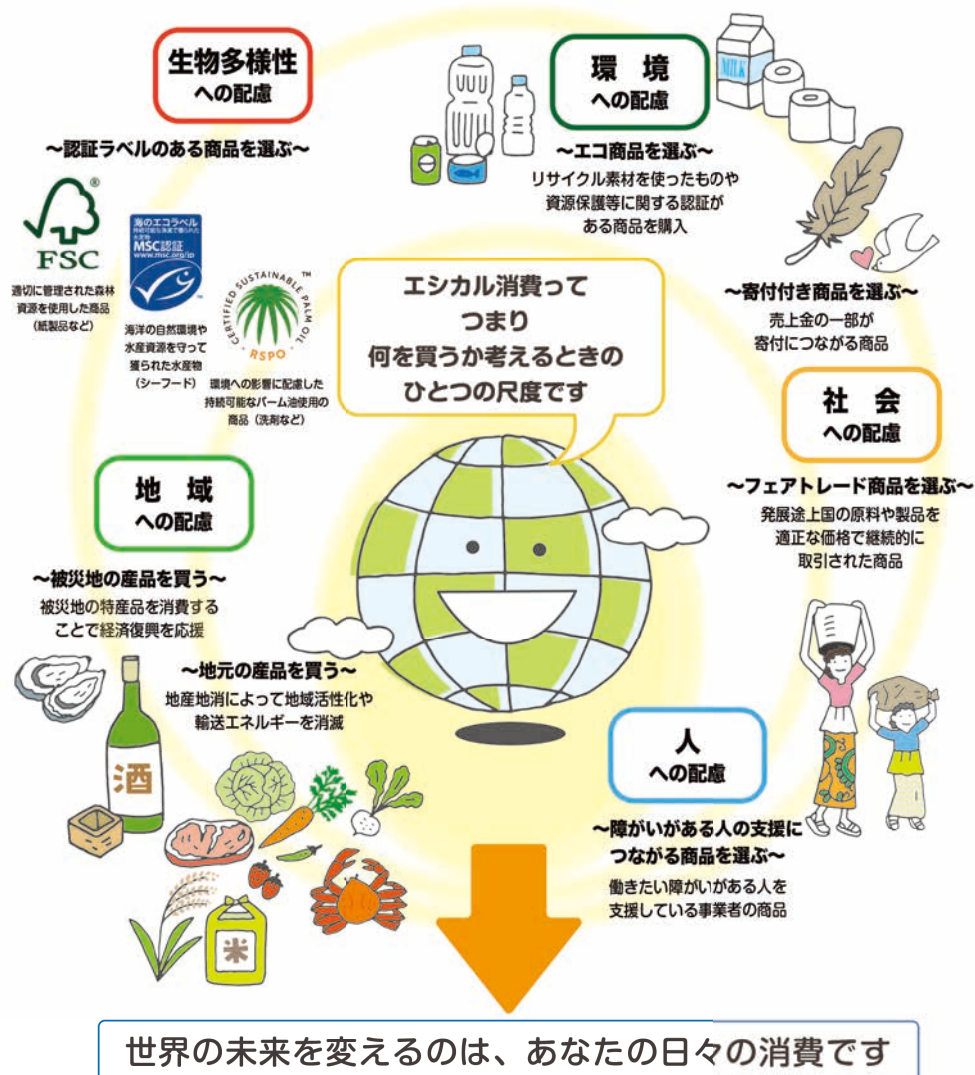 生物多様性
への配慮
～認証ラベルのある商品を選ぶ～
FSC
®
適切に管理された森林
資源を使用した商品
（紙製品など）
海のエコラベル
持続可能な漁業で獲られた
水産物
MSC認証
www.msc.org/jp
™
海洋の自然環境や
水産資源を守って
獲られた水産物
（シーフード）
CERTIFIED SUSTAINABLE PALM OIL
™
RSPO
環境への影響に配慮した
持続可能なパーム油使用の
商品（洗剤など）
環 境
への配慮
MILK
～エコ商品を選ぶ～
リサイクル素材を使ったものや
資源保護等に関する認証が
ある商品を購入
～寄付付き商品を選ぶ～
売上金の一部が
寄付につながる商品
エシカル消費って
つまり
何を買うか考えるときの
ひとつの尺度です
社 会
への配慮
～フェアトレード商品を選ぶ～
発展途上国の原料や製品を
適正な価格で継続的に
取引された商品
地 域
への配慮
～被災地の産品を買う～
被災地の特産品を消費する
ことで経済復興を応援
～地元の産品を買う～
地産地消によって地域活性化や
輸送エネルギーを消滅
酒
米
人
への配慮
～障がいがある人の支援に
つながる商品を選ぶ～
働きたい障がいがある人を
支援している事業者の商品
世界の未来を変えるのは、あなたの日々の消費です